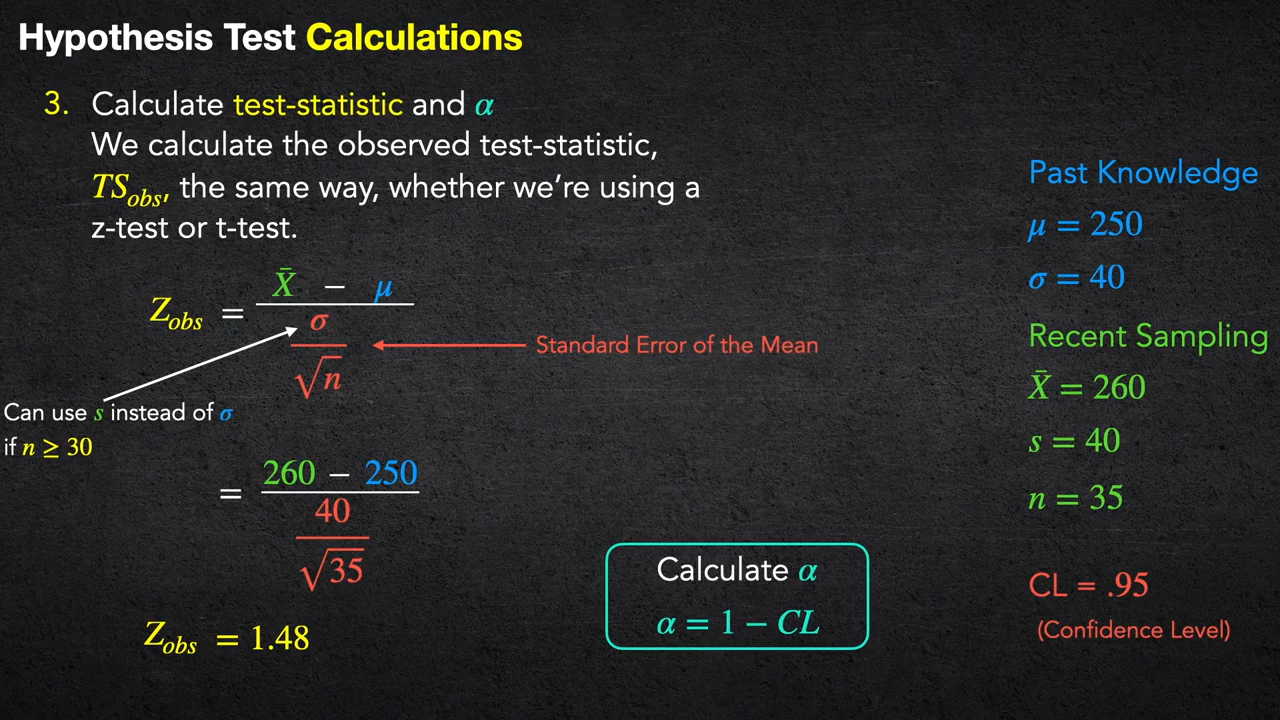 Hypothesis Test Calculations
3. Calculate test-statistic and α
We calculate the observed test-statistic,
TS_obs, the same way, whether we’re using a
z-test or t-test.
Z_obs = (X̄ − μ) / (σ / √n)
Standard Error of the Mean
Can use s instead of σ
if n ≥ 30
= (260 − 250) / (40 / √35)
Z_obs = 1.48
Calculate α
α = 1 − CL
Past Knowledge
μ = 250
σ = 40
Recent Sampling
X̄ = 260
s = 40
n = 35
CL = .95
(Confidence Level)